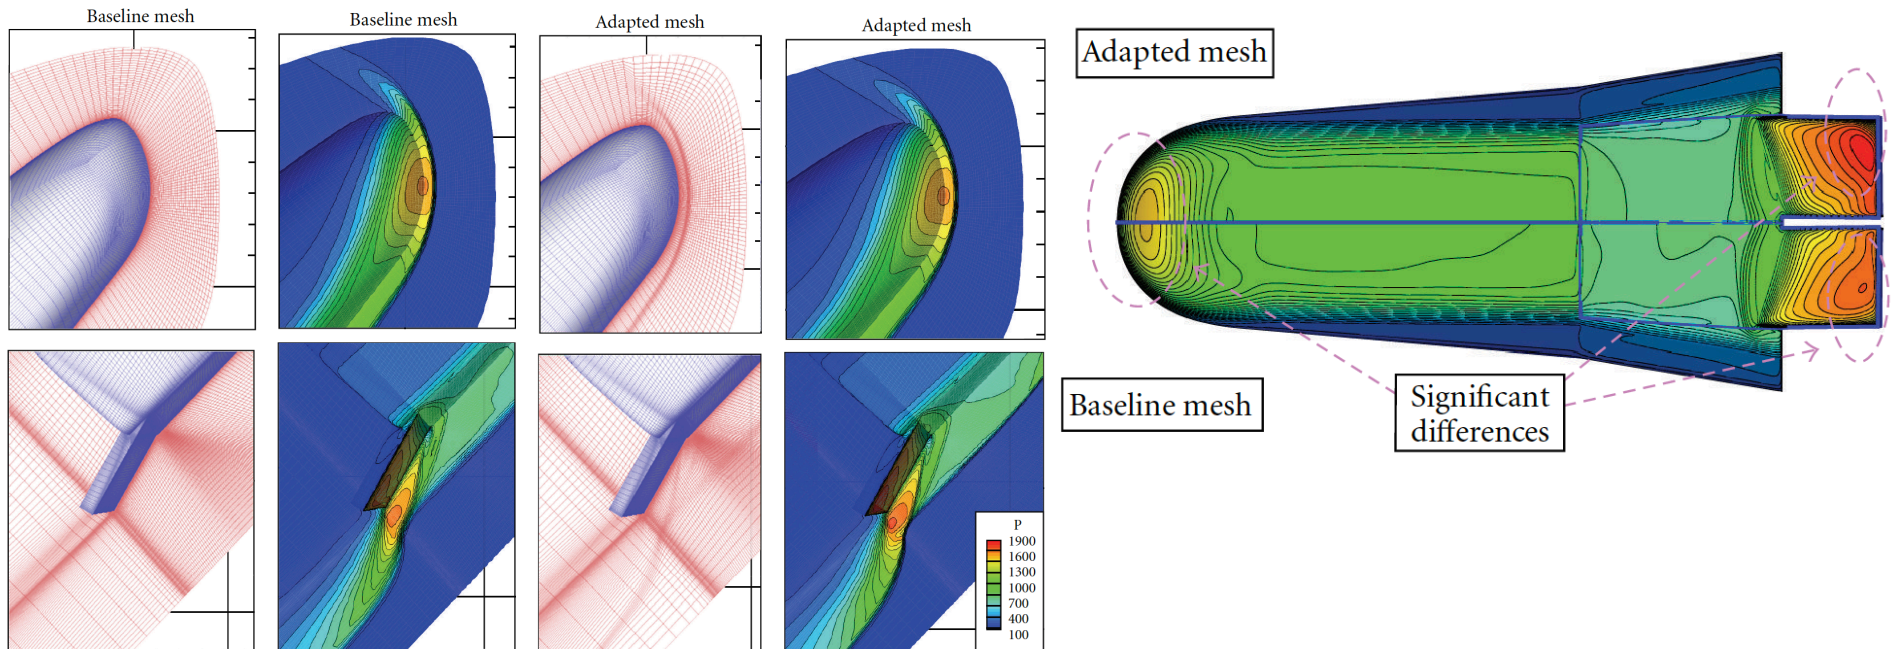 Baseline mesh
Baseline mesh
Adapted mesh
Adapted mesh
Adapted mesh
Baseline mesh
Significant
differences
P
1900
1600
1300
1000
700
400
100